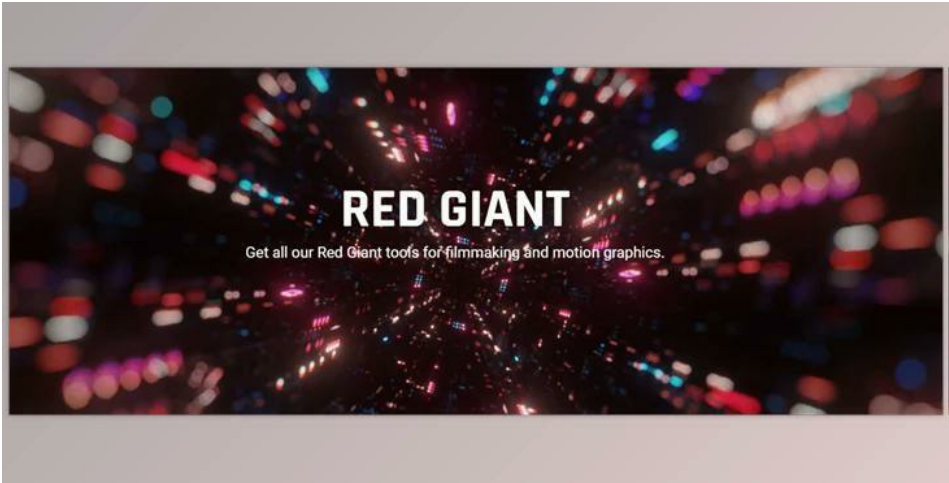 RED GIANT
Get all our Red Giant tools for filmmaking and motion graphics.